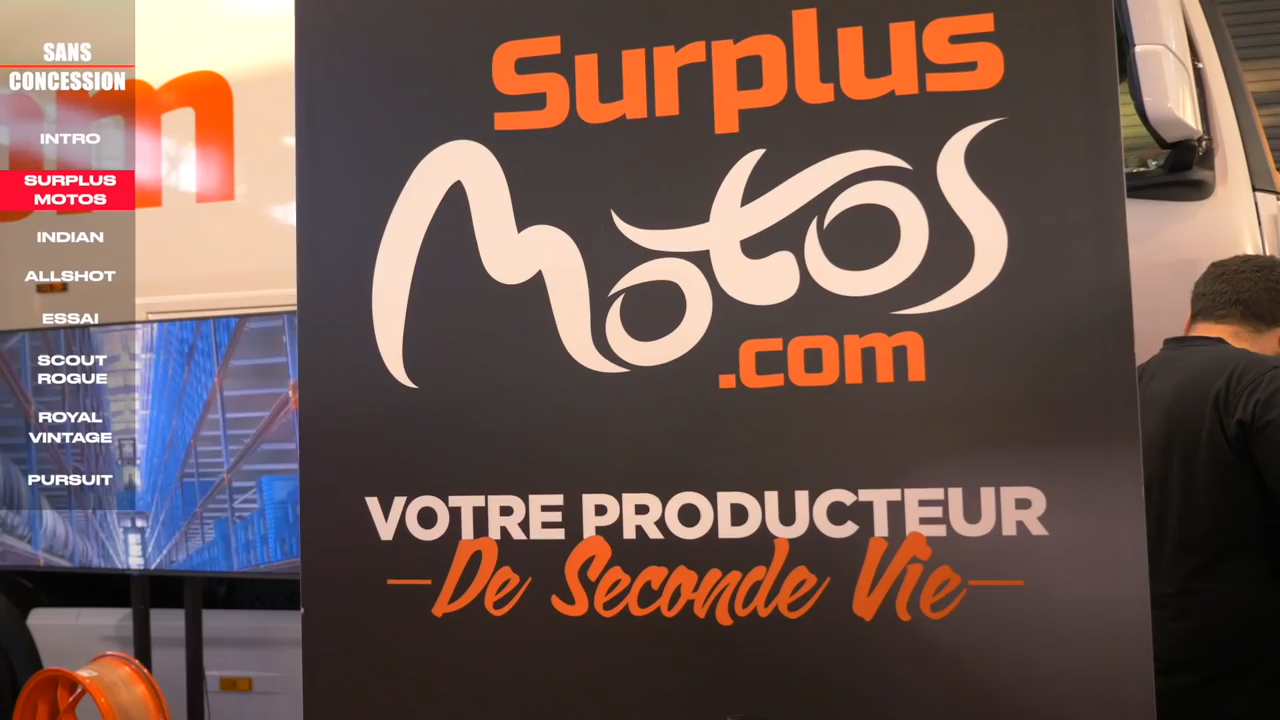 SANS
CONCESSION
INTRO
SURPLUS
MOTOS
INDIAN
ALLSHOT
ESSAI
SCOUT
ROGUE
ROYAL
VINTAGE
PURSUIT
om
Surplus
Motos
.com
VOTRE PRODUCTEUR
De Seconde Vie